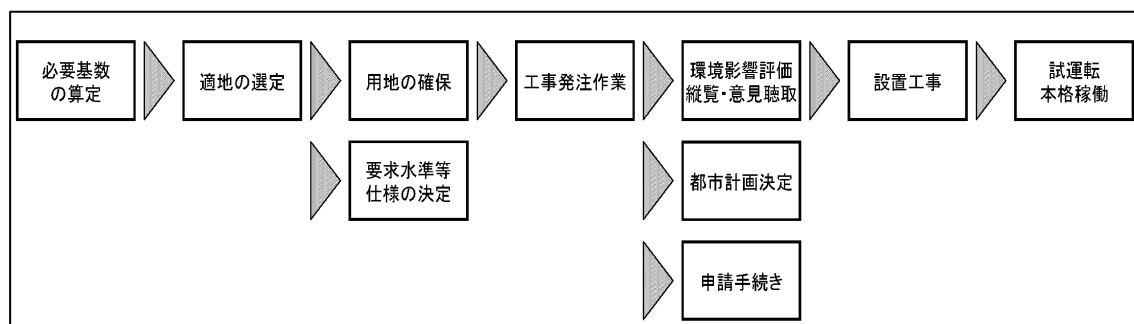 必要基数
の算定
適地の選定
用地の確保
工事発注作業
環境影響評価
縦覧・意見聴取
設置工事
試運転
本格稼働
要求水準等
仕様の決定
都市計画決定
申請手続き